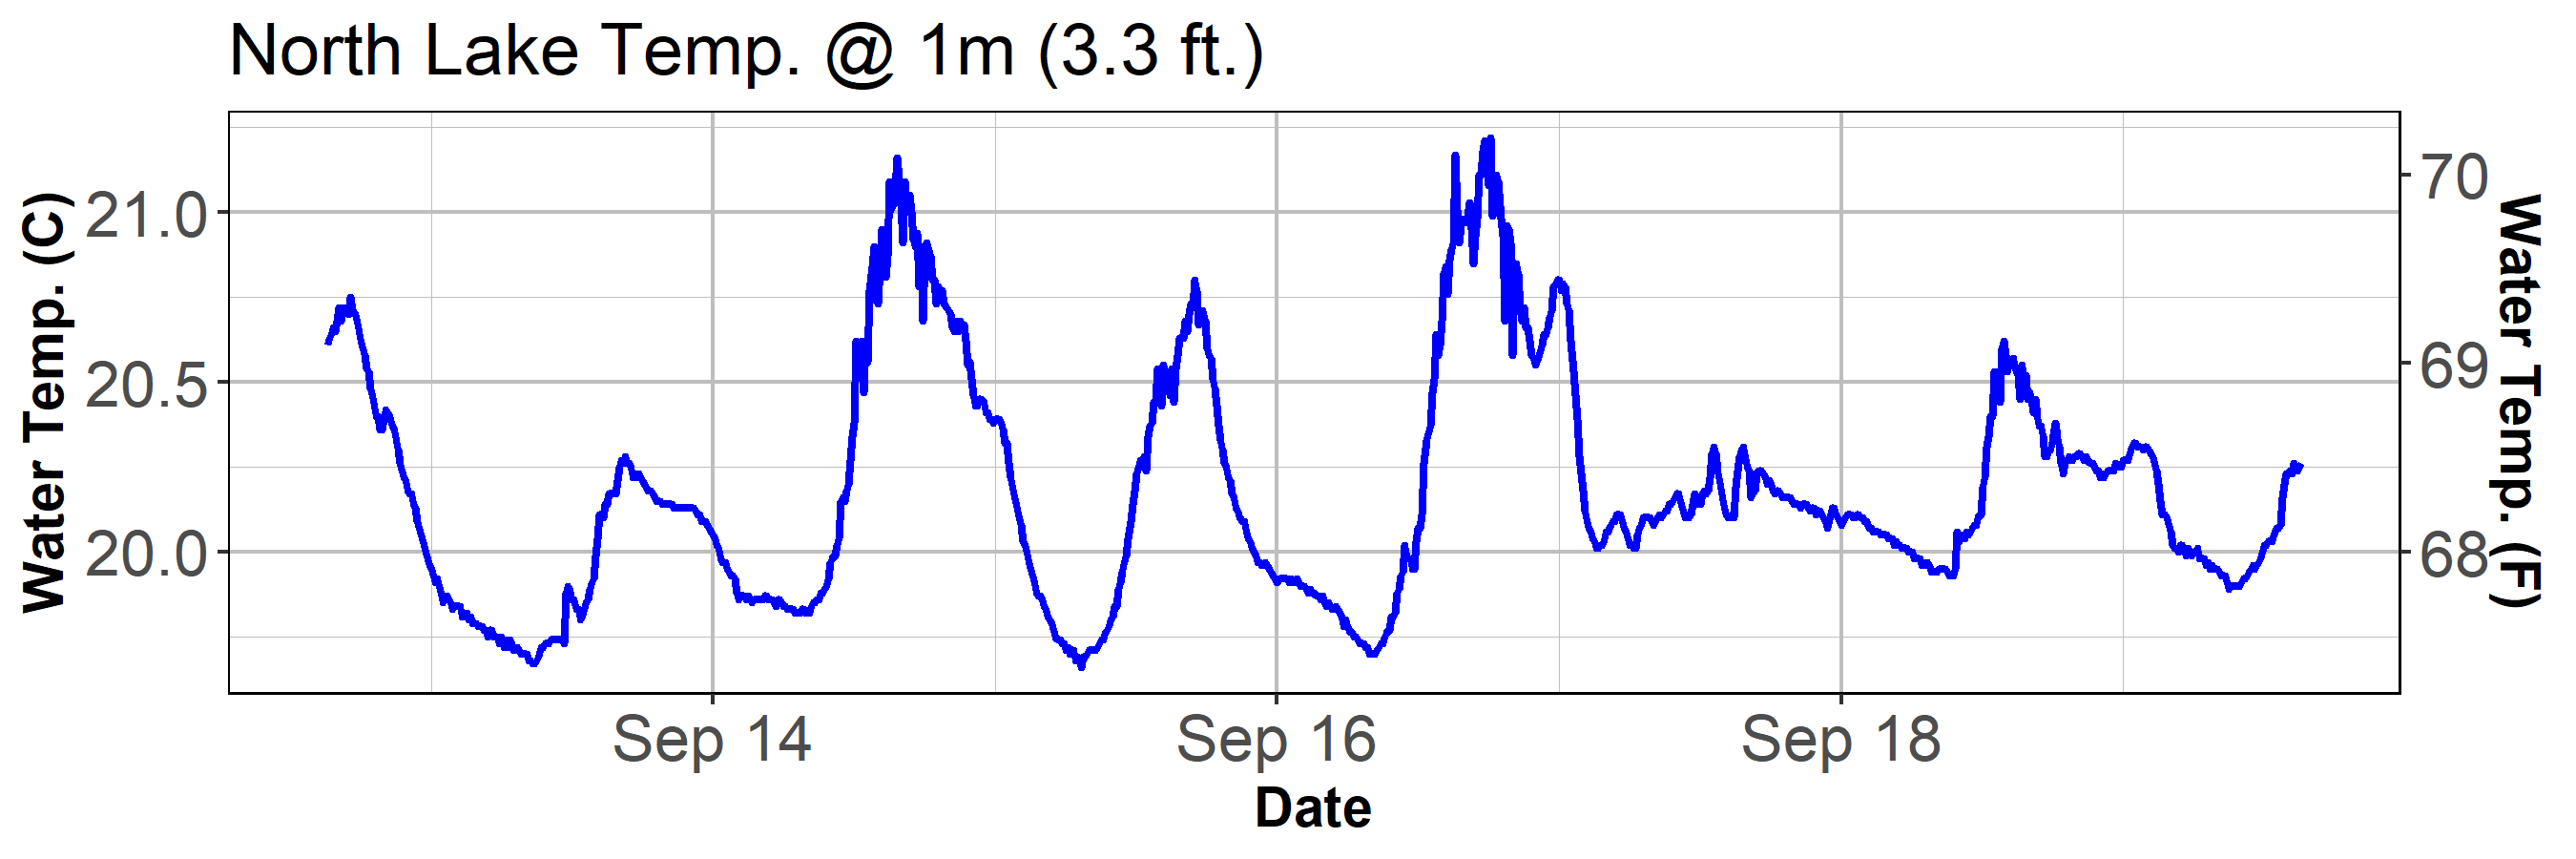 North Lake Temp. @ 1m (3.3 ft.)
Water Temp. (C)
21.0
20.5
20.0
70
69
68
Water Temp. (F)
Sep 14
Sep 16
Sep 18
Date